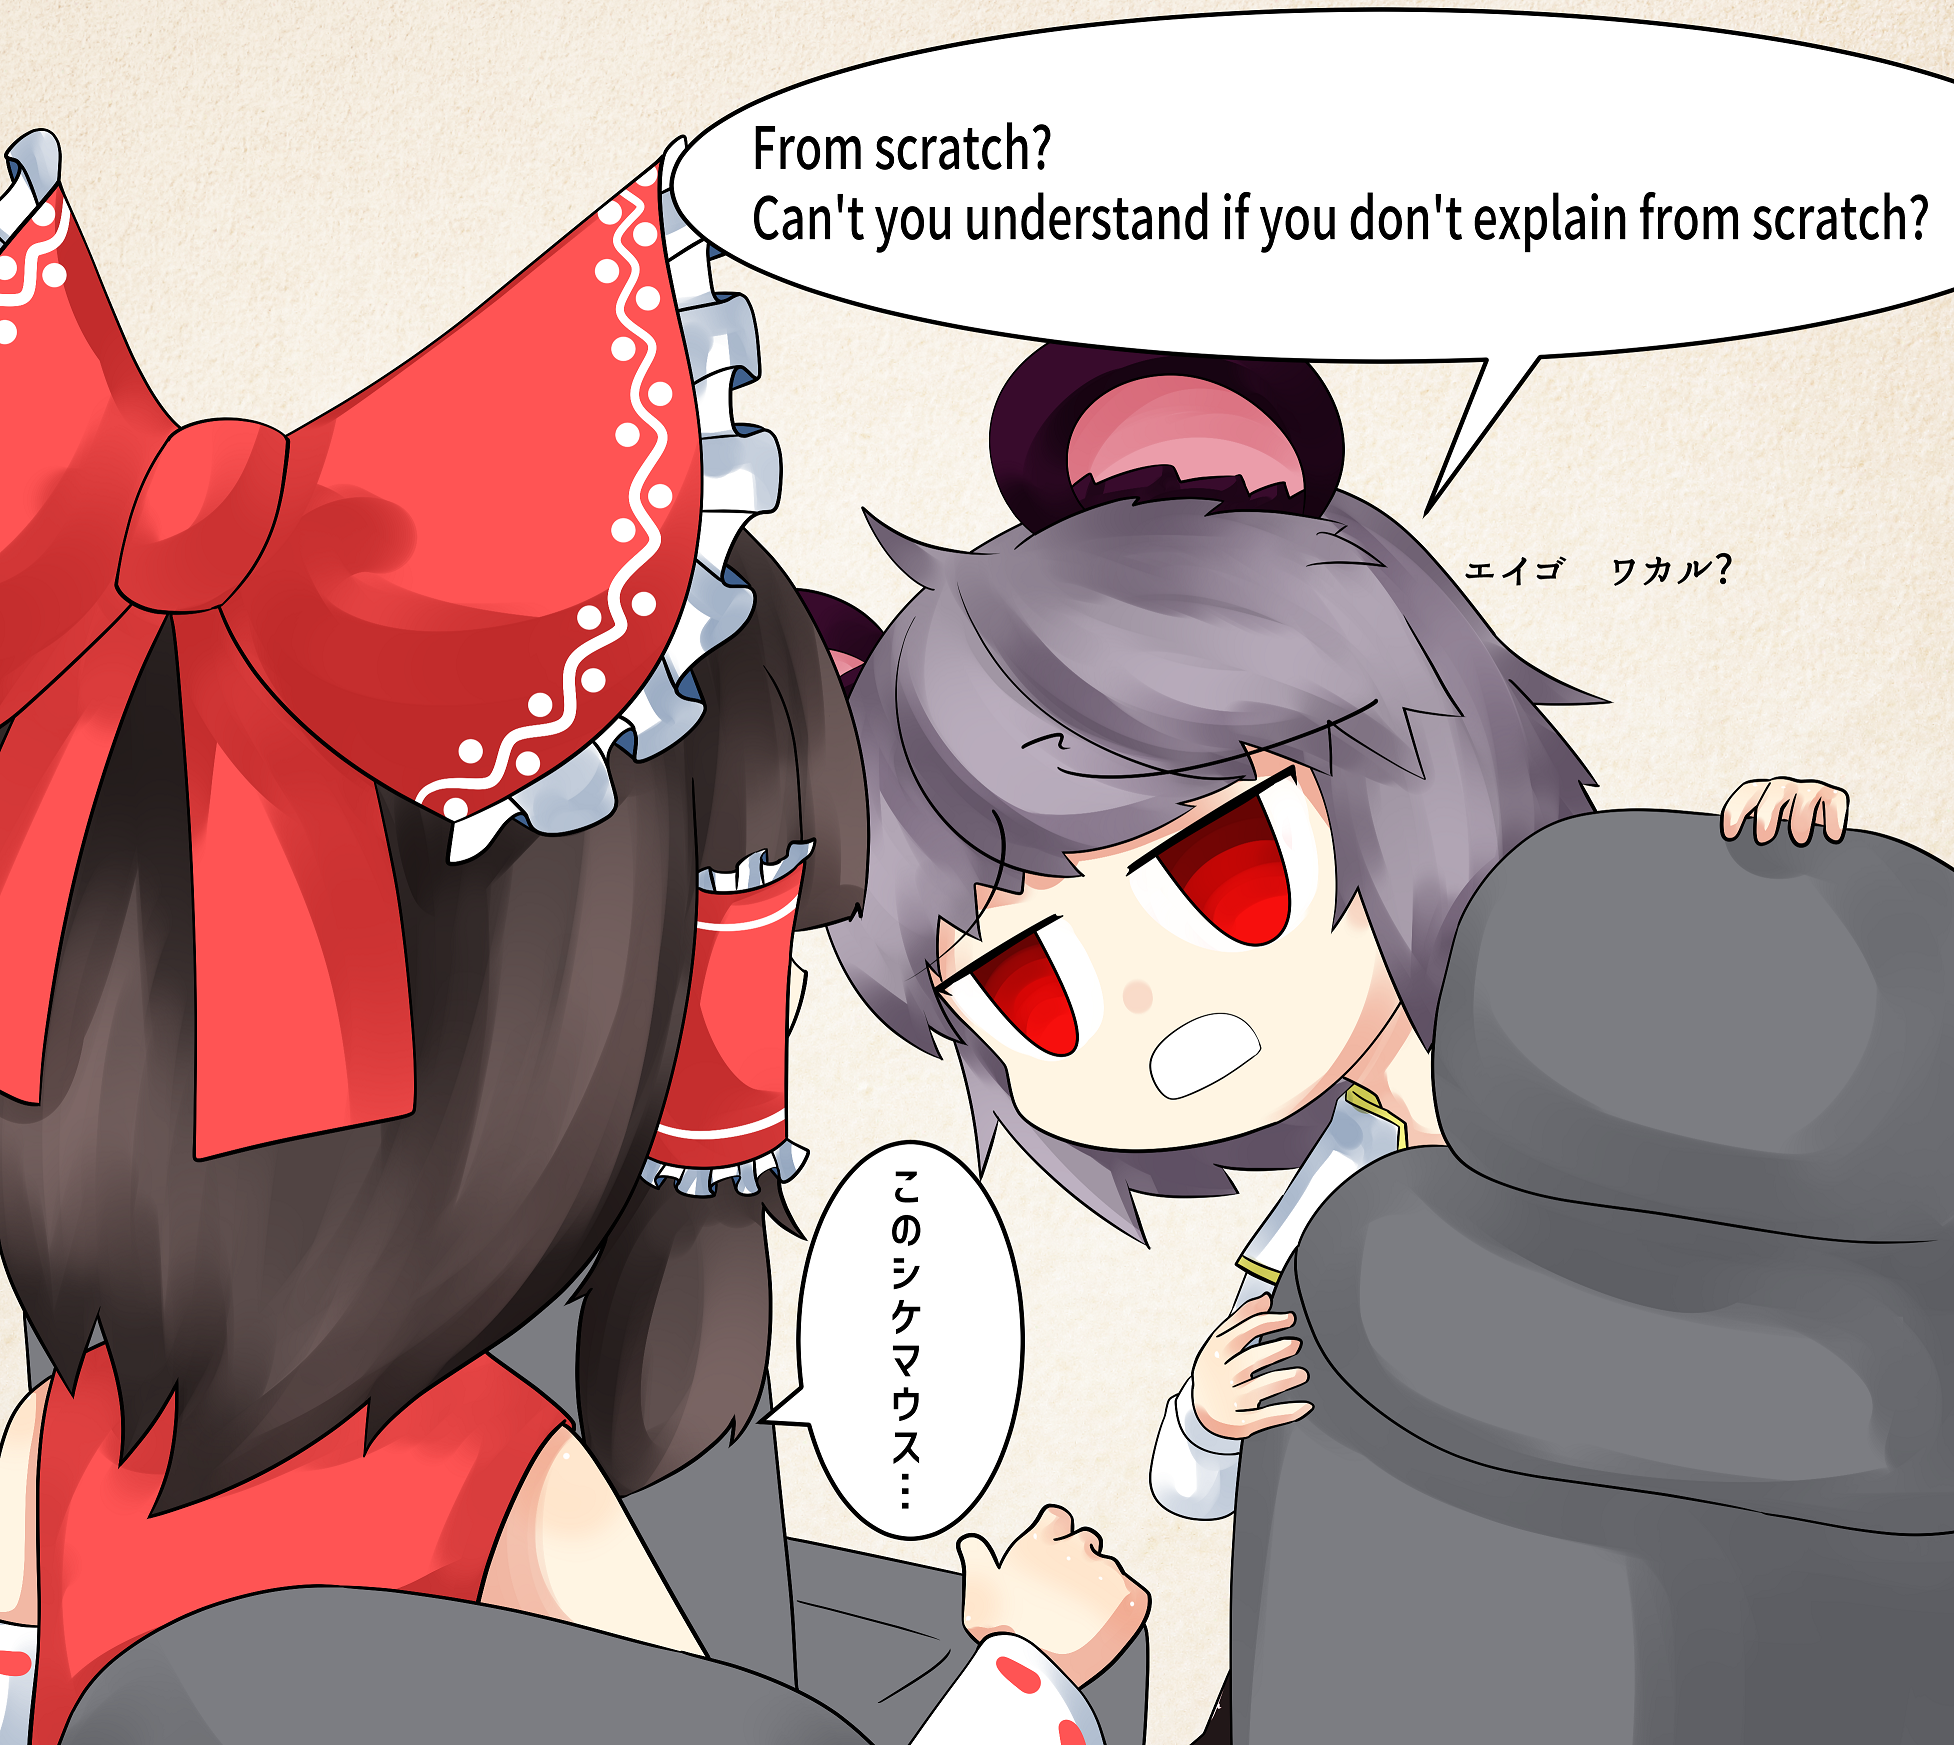 From scratch?
Can't you understand if you don't explain from scratch?
エイゴ　ワカル?
このシケマウス…